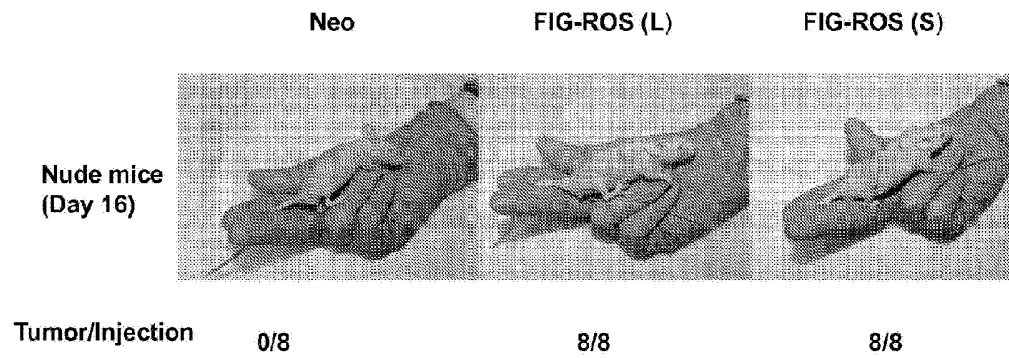 Neo FIG-ROS (L) FIG-ROS (S)
Nude mice
(Day 16)
Tumor/Injection 0/8 8/8 8/8